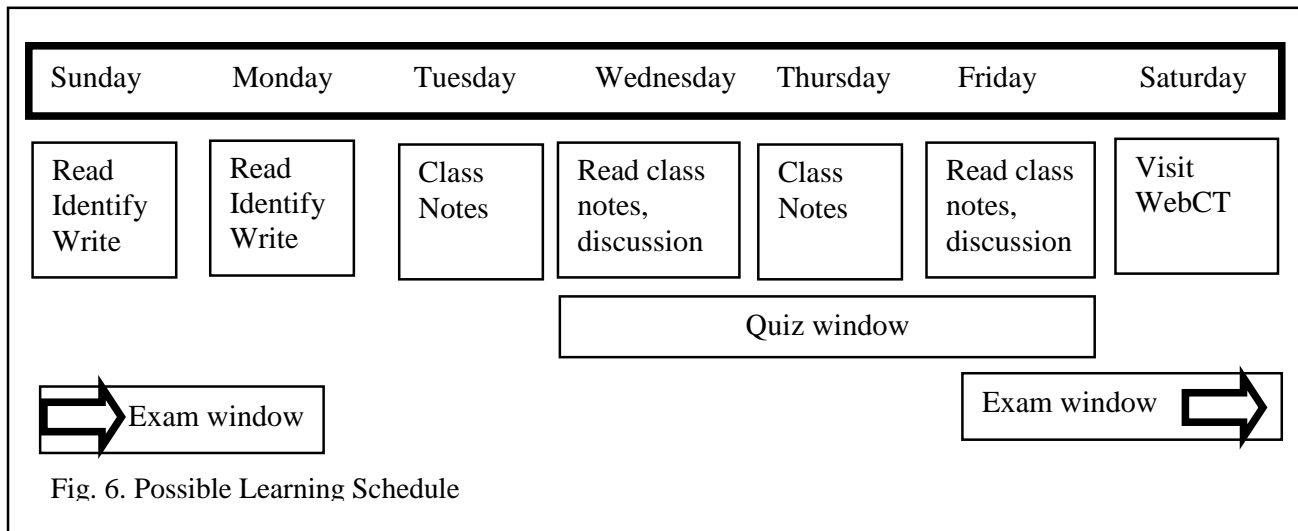 Sunday Monday Tuesday Wednesday Thursday Friday Saturday
Read
Identify
Write
Read
Identify
Write
Class
Notes
Read class
notes,
discussion
Class
Notes
Read class
notes,
discussion
Visit
WebCT
Quiz window
Exam window
Exam window
Fig. 6. Possible Learning Schedule